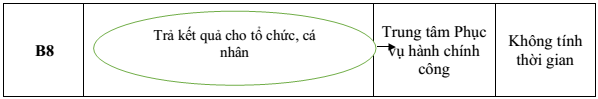 B8
Trả kết quả cho tổ chức, cá
nhân
Trung tâm Phục
vụ hành chính
công
Không tính
thời gian